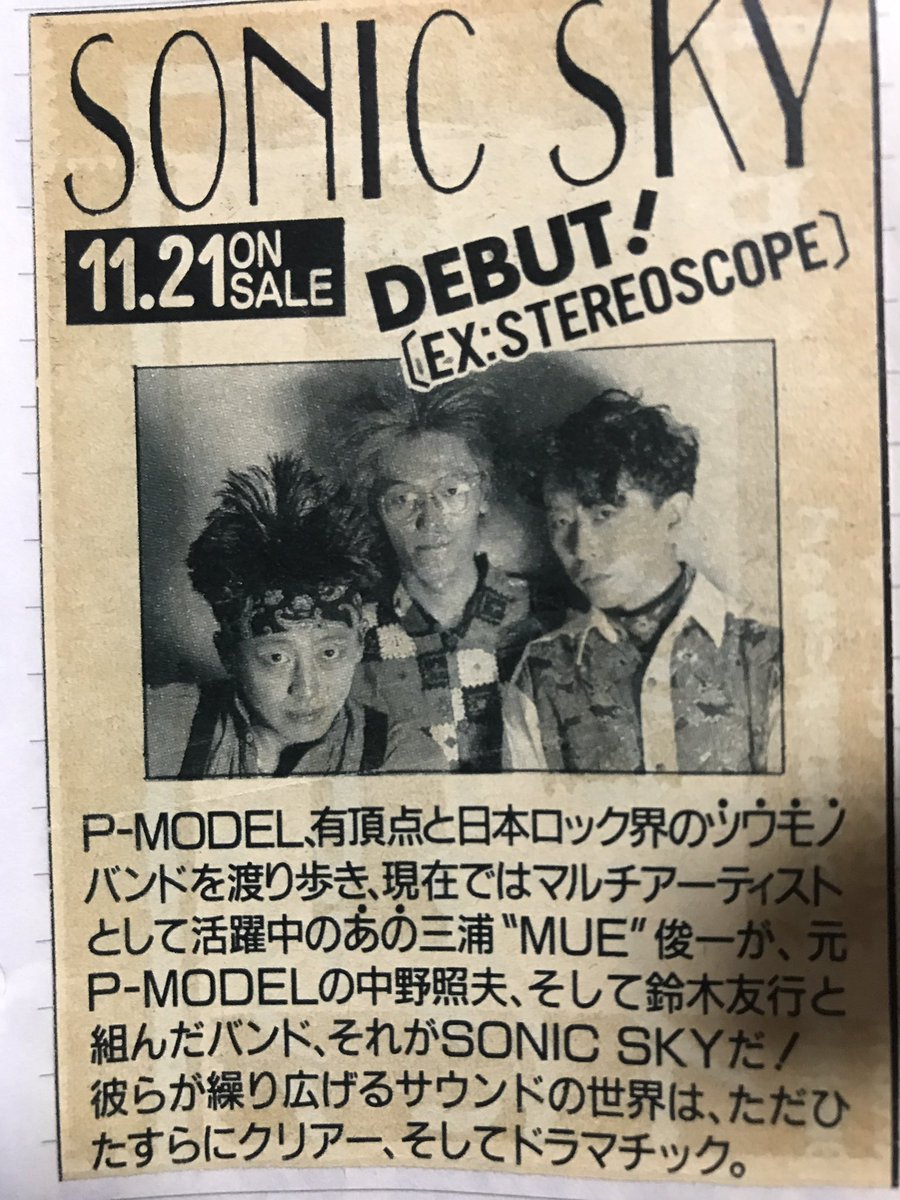 SONIC SKY
11.21 ON SALE
DEBUT!
〔EX:STEREOSCOPE〕
P-MODEL、有頂点と日本ロック界のツウモノ
バンドを渡り歩き、現在ではマルチアーティスト
として活躍中のあの三浦“MUE”俊一が、元
P-MODELの中野照夫、そして鈴木友行と
組んだバンド、それがSONIC SKYだ!
彼らが繰り広げるサウンドの世界は、ただひ
たすらにクリアー、そしてドラマチック。